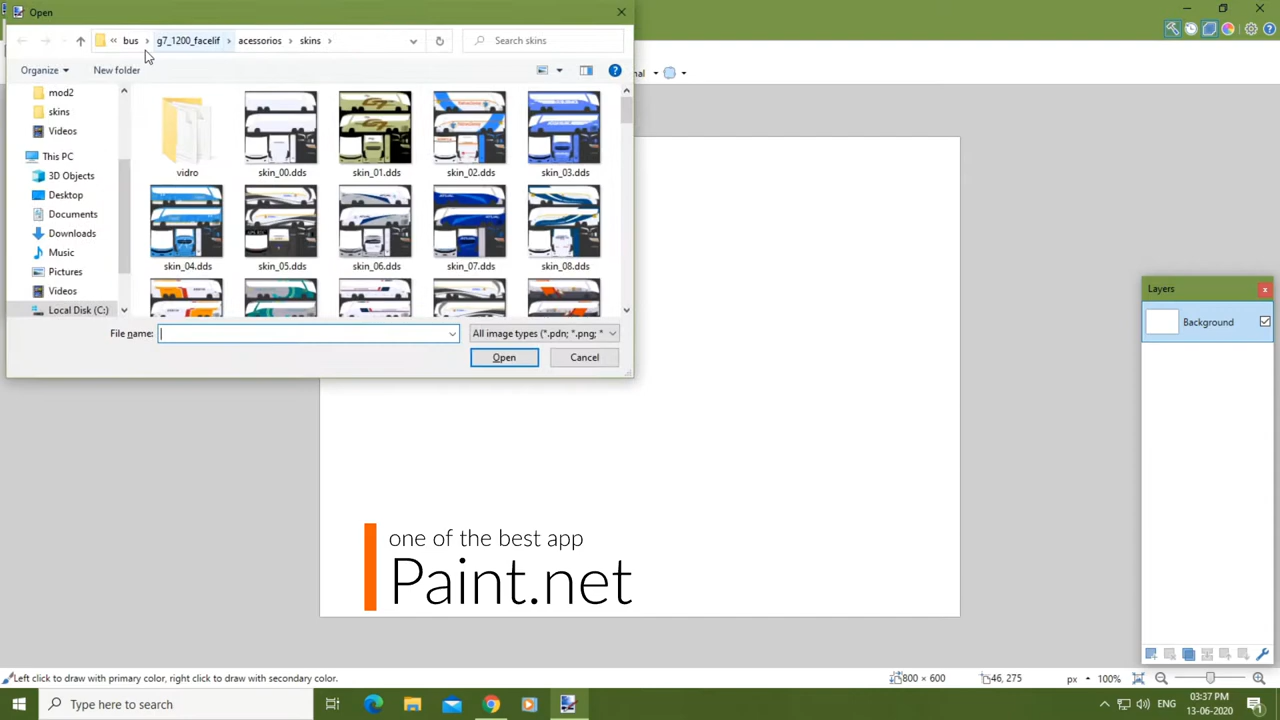 Open
« bus › g7_1200_facelif › acessorios › skins ›
Search skins
Organize
New folder
mod2
skins
Videos
This PC
3D Objects
Desktop
Documents
Downloads
Music
Pictures
Videos
Local Disk (C:)
vidro
skin_00.dds
skin_01.dds
skin_02.dds
skin_03.dds
skin_04.dds
skin_05.dds
skin_06.dds
skin_07.dds
skin_08.dds
File name:
All image types (*.pdn; *.png; *
Open
Cancel
nal
Layers
Background
one of the best app
Paint.net
Left click to draw with primary color, right click to draw with secondary color.
800 × 600
46, 275
px
100%
Type here to search
ENG
03:37 PM
13-06-2020
1